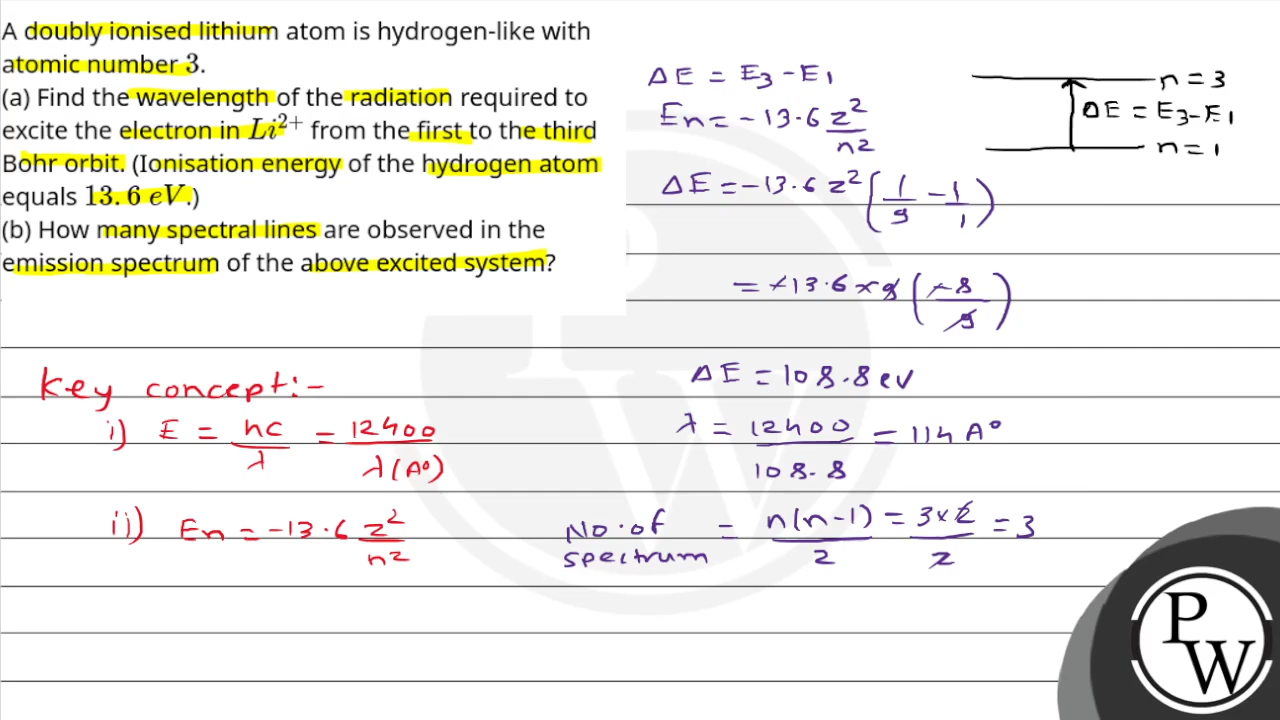 A doubly ionised lithium atom is hydrogen-like with
atomic number 3.
(a) Find the wavelength of the radiation required to
excite the electron in Li²⁺ from the first to the third
Bohr orbit. (Ionisation energy of the hydrogen atom
equals 13.6 eV.)
(b) How many spectral lines are observed in the
emission spectrum of the above excited system?
ΔE = E3 - E1
En = -13.6 z²/n²
n = 3
ΔE = E3 - E1
n = 1
ΔE = -13.6 z² (1/9 - 1/1)
= -13.6 × 9 (-8/9)
ΔE = 108.8 ev
λ = 12400/108.8 = 114 A°
key concept:-
i) E = hc/λ = 12400/λ(A°)
ii) En = -13.6 z²/n²
No. of spectrum = n(n-1)/2 = 3×2/2 = 3
P
W
PW